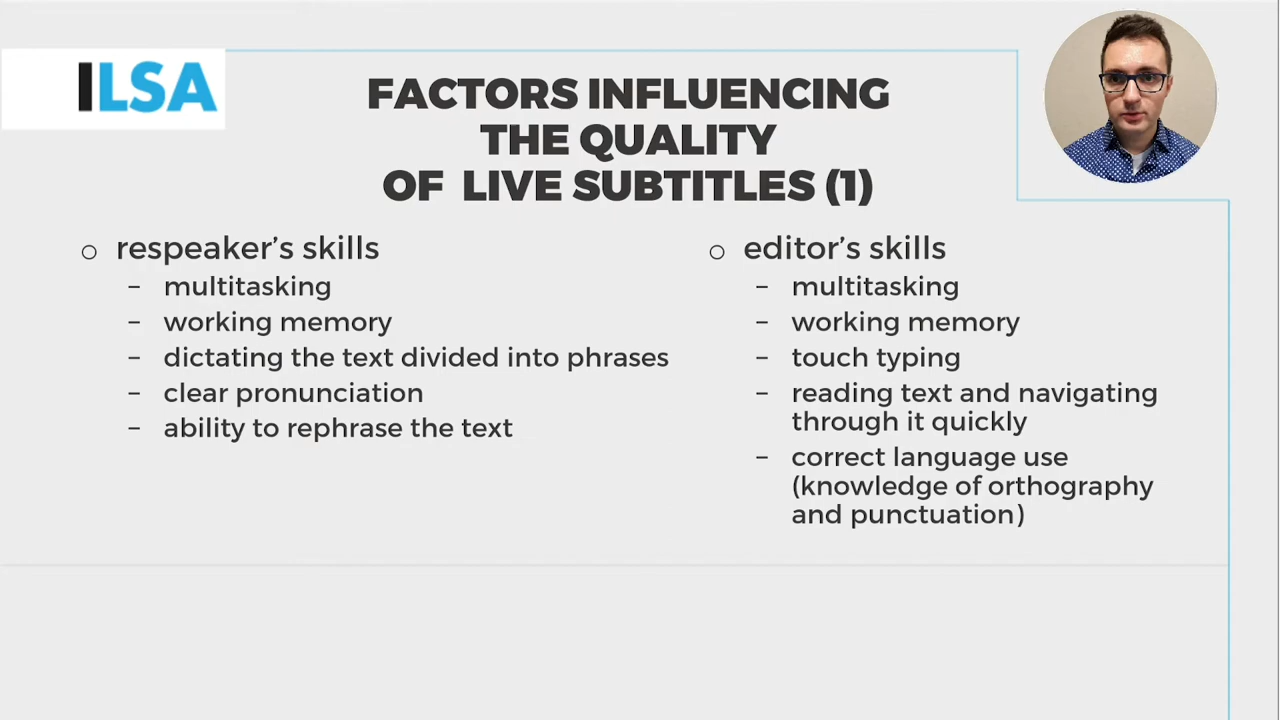 ILSA
FACTORS INFLUENCING
THE QUALITY
OF LIVE SUBTITLES (1)
o respeaker's skills
– multitasking
– working memory
– dictating the text divided into phrases
– clear pronunciation
– ability to rephrase the text
o editor's skills
– multitasking
– working memory
– touch typing
– reading text and navigating
through it quickly
– correct language use
(knowledge of orthography
and punctuation)